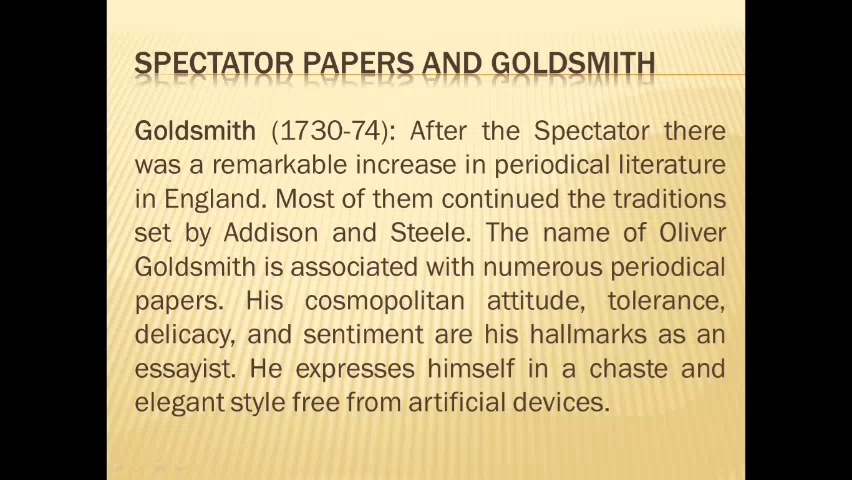 SPECTATOR PAPERS AND GOLDSMITH
Goldsmith (1730-74): After the Spectator there
was a remarkable increase in periodical literature
in England. Most of them continued the traditions
set by Addison and Steele. The name of Oliver
Goldsmith is associated with numerous periodical
papers. His cosmopolitan attitude, tolerance,
delicacy, and sentiment are his hallmarks as an
essayist. He expresses himself in a chaste and
elegant style free from artificial devices.